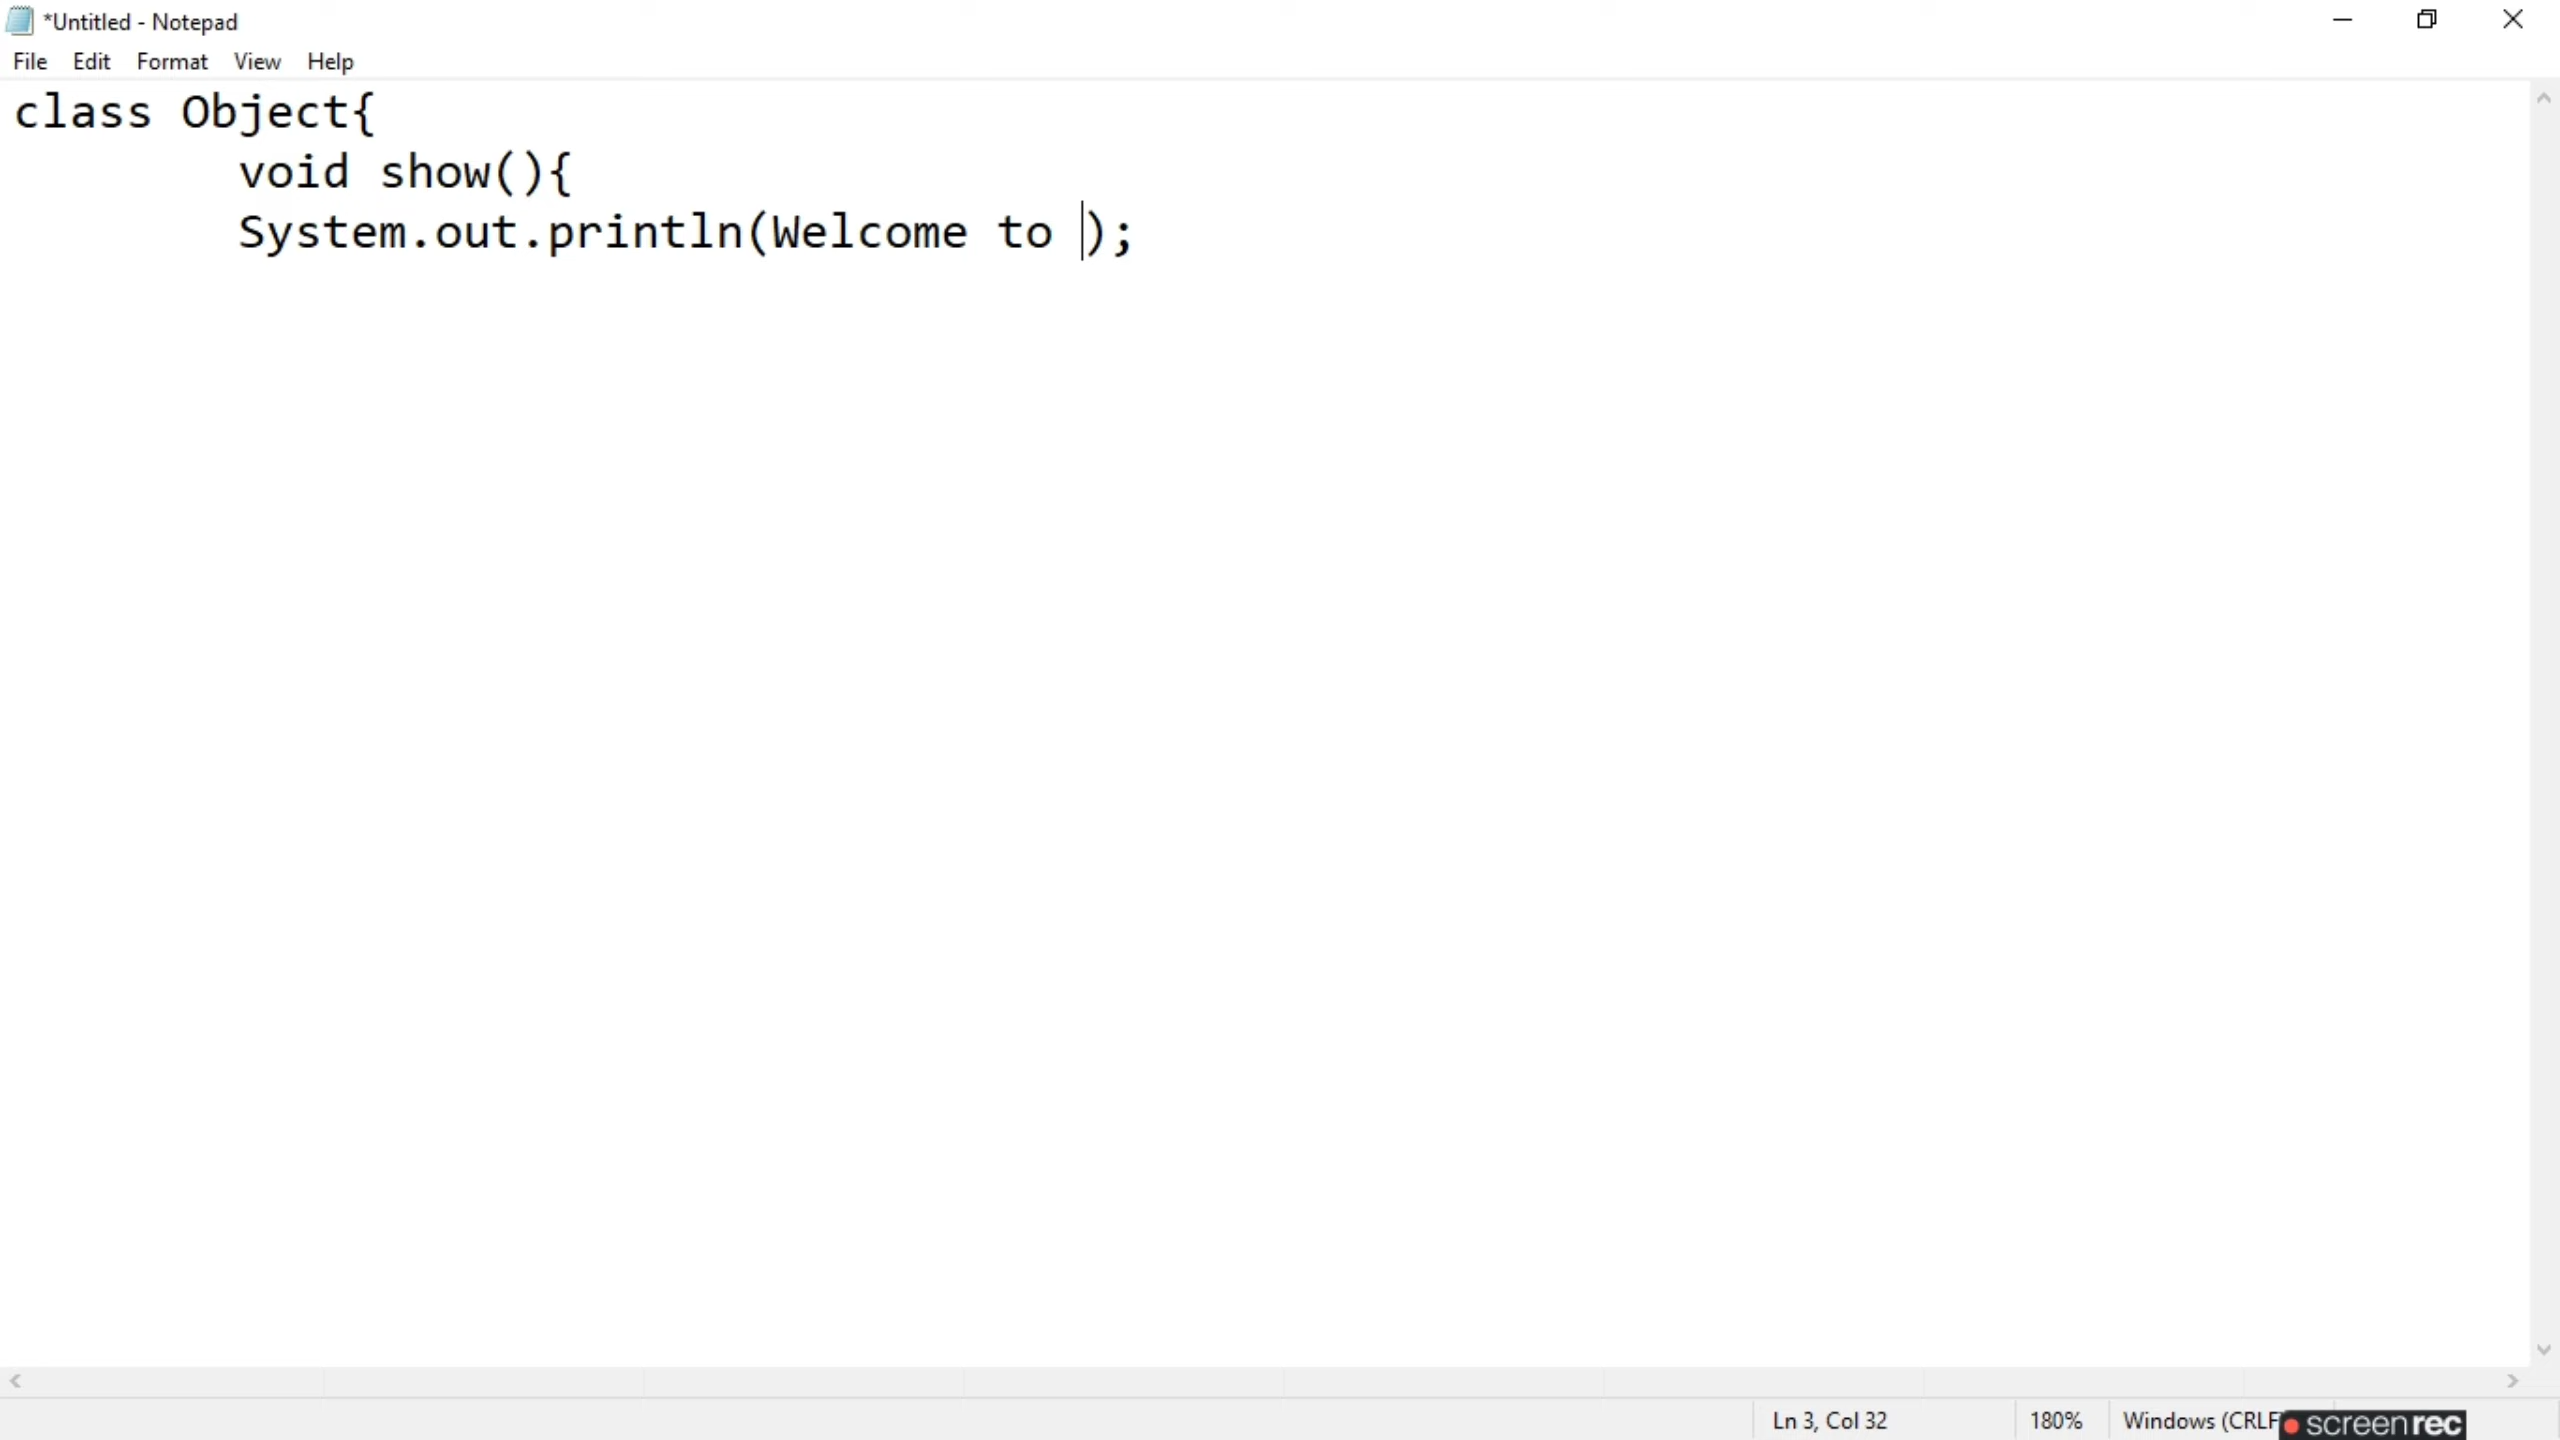 *Untitled - Notepad
File Edit Format View Help
class Object{
void show(){
System.out.println(Welcome to );
Ln 3, Col 32 180% Windows (CRLF screenrec